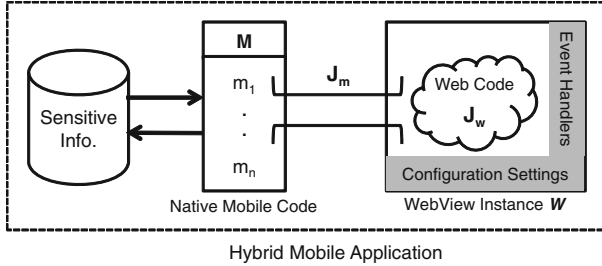 Sensitive
Info.
M
m1
.
.
mn
Native Mobile Code
Jm
Web Code
Jw
Event Handlers
Configuration Settings
WebView Instance W
Hybrid Mobile Application